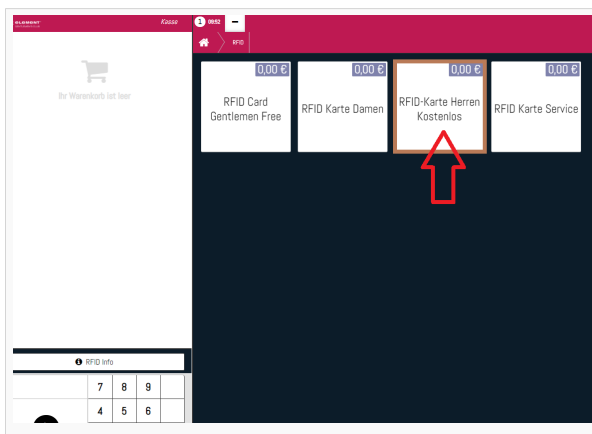 ELEMENT
Kasse
1 09:52
RFID
Ihr Warenkorb ist leer
0,00 €
RFID Card
Gentlemen Free
0,00 €
RFID Karte Damen
0,00 €
RFID-Karte Herren
Kostenlos
0,00 €
RFID Karte Service
RFID Info
7 8 9
4 5 6